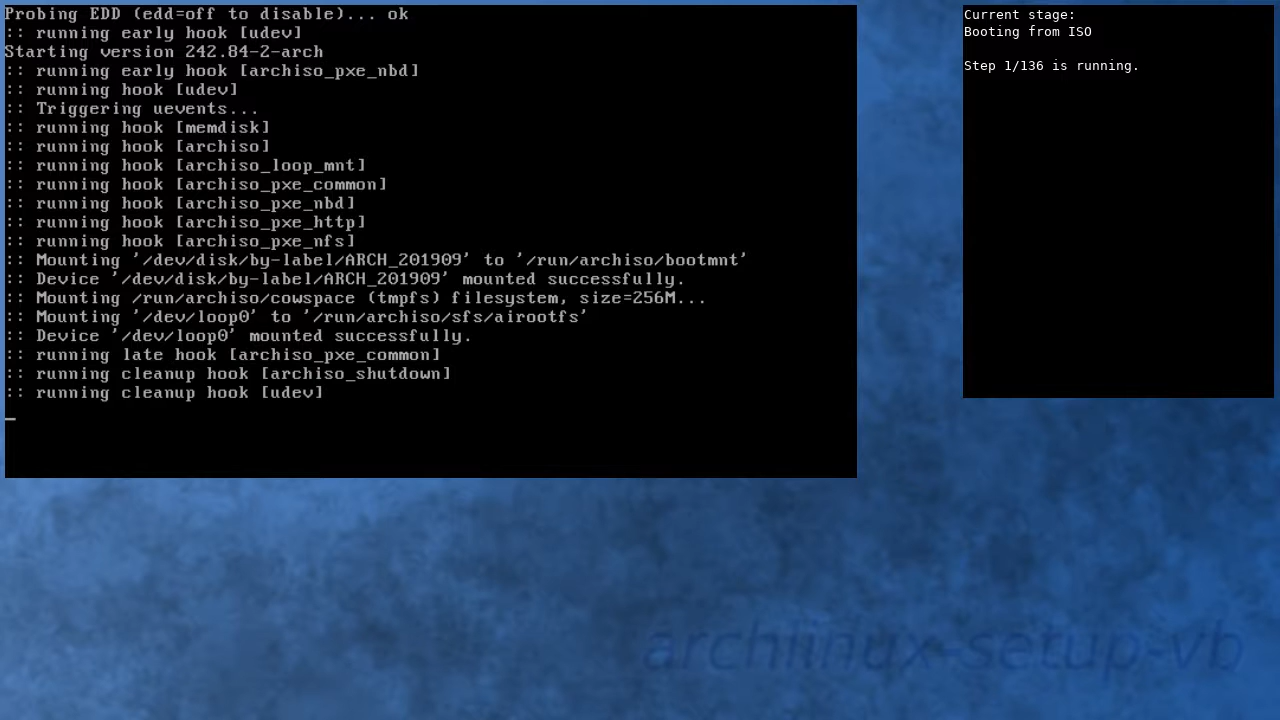 Probing EDD (edd=off to disable)... ok
:: running early hook [udev]
Starting version 242.84-2-arch
:: running early hook [archiso_pxe_nbd]
:: running hook [udev]
:: Triggering uevents...
:: running hook [memdisk]
:: running hook [archiso]
:: running hook [archiso_loop_mnt]
:: running hook [archiso_pxe_common]
:: running hook [archiso_pxe_nbd]
:: running hook [archiso_pxe_http]
:: running hook [archiso_pxe_nfs]
:: Mounting '/dev/disk/by-label/ARCH_201909' to '/run/archiso/bootmnt'
:: Device '/dev/disk/by-label/ARCH_201909' mounted successfully.
:: Mounting /run/archiso/cowspace (tmpfs) filesystem, size=256M...
:: Mounting '/dev/loop0' to '/run/archiso/sfs/airootfs'
:: Device '/dev/loop0' mounted successfully.
:: running late hook [archiso_pxe_common]
:: running cleanup hook [archiso_shutdown]
:: running cleanup hook [udev]
_
Current stage:
Booting from ISO
Step 1/136 is running.
archlinux-setup-vb